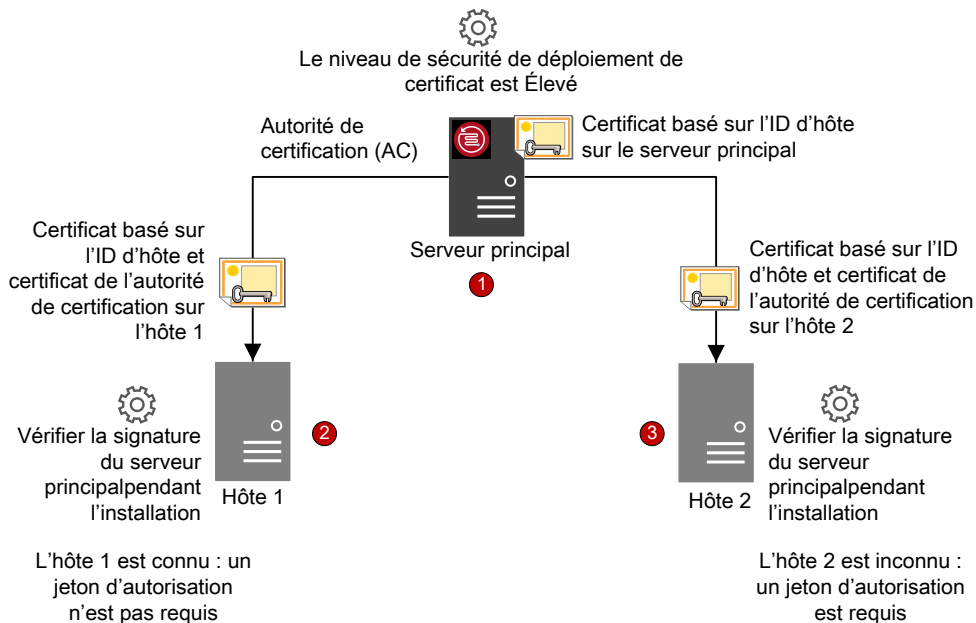 Le niveau de sécurité de déploiement de
certificat est Élevé
Autorité de
certification (AC)
Certificat basé sur l’ID d’hôte
sur le serveur principal
Serveur principal
1
Certificat basé sur
l’ID d’hôte et
certificat de l’autorité
de certification sur
l’hôte 1
Certificat basé sur l’ID
d’hôte et certificat de
l’autorité de certification
sur l’hôte 2
Vérifier la signature
du serveur
principalpendant
l’installation
Hôte 1
2
3
Hôte 2
Vérifier la signature
du serveur
principalpendant
l’installation
L’hôte 1 est connu : un
jeton d’autorisation
n’est pas requis
L’hôte 2 est inconnu :
un jeton d’autorisation
est requis